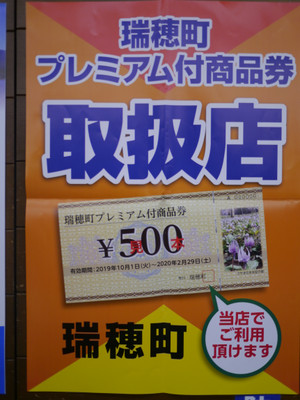 瑞穂町
プレミアム付商品券
取扱店
瑞穂町プレミアム付商品券
¥500
見本
有効期間：2019年10月1日(火)～2020年2月29日(土)
瑞穂町
瑞穂町
当店で
ご利用
頂けます